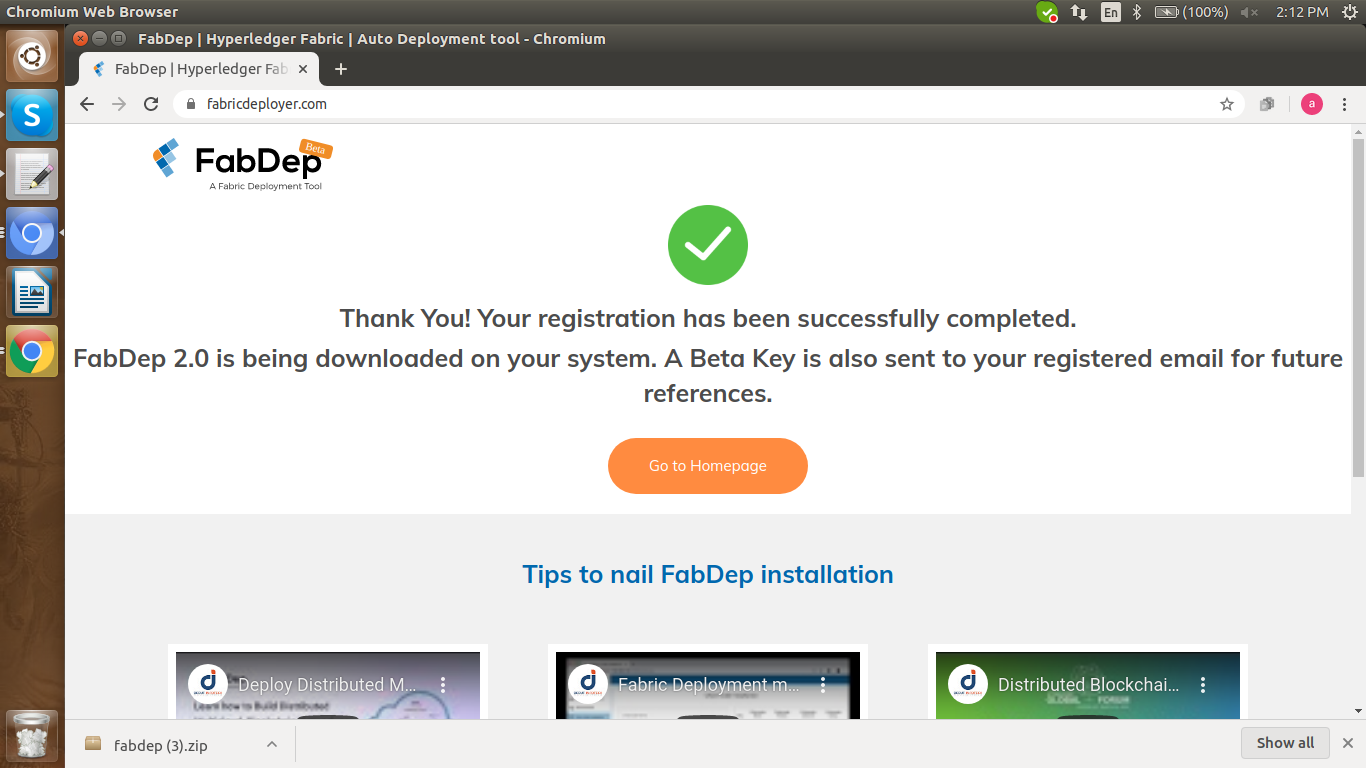 Chromium Web Browser
En
(100%)
2:12 PM
FabDep | Hyperledger Fabric | Auto Deployment tool - Chromium
FabDep | Hyperledger Fab
fabricdeployer.com
a
FabDep
Beta
A Fabric Deployment Tool
Thank You! Your registration has been successfully completed.
FabDep 2.0 is being downloaded on your system. A Beta Key is also sent to your registered email for future
references.
Go to Homepage
Tips to nail FabDep installation
Deploy Distributed M...
Learn how to Build Distributed
Fabric Deployment m...
Distributed Blockchai...
GLOBAL FORUM
fabdep (3).zip
Show all